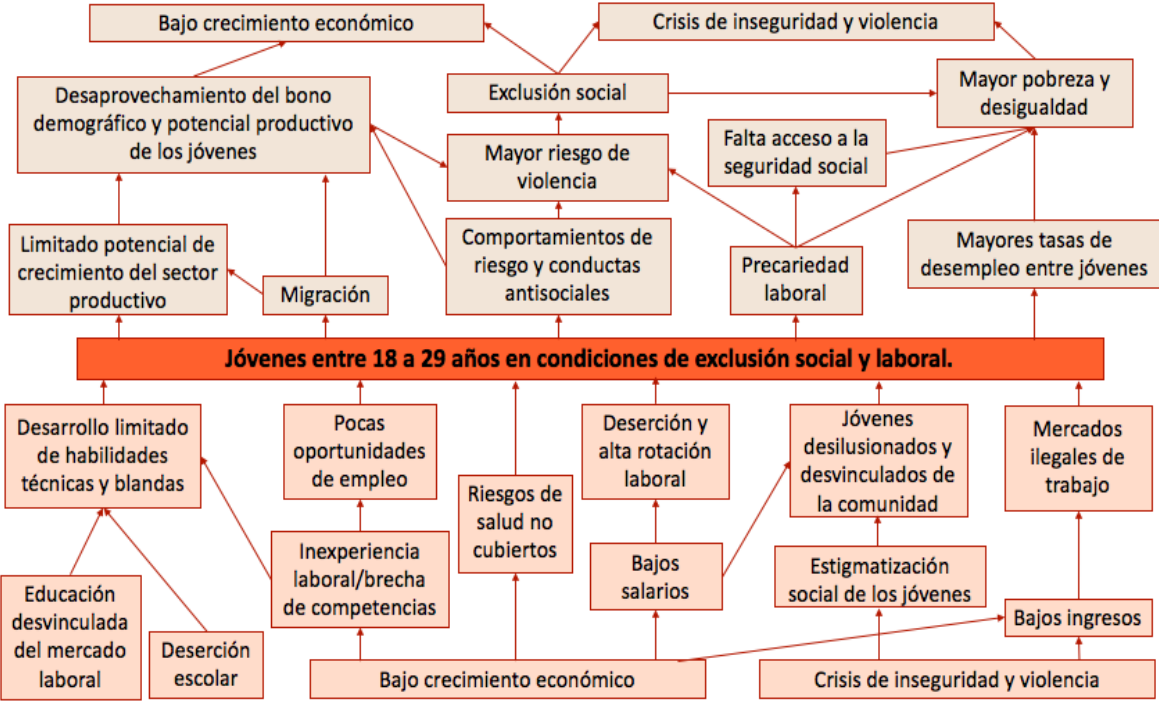 Bajo crecimiento económico
Crisis de inseguridad y violencia
Desaprovechamiento del bono
demográfico y potencial productivo
de los jóvenes
Exclusión social
Mayor pobreza y
desigualdad
Mayor riesgo de
violencia
Falta acceso a la
seguridad social
Limitado potencial de
crecimiento del sector
productivo
Migración
Comportamientos de
riesgo y conductas
antisociales
Precariedad
laboral
Mayores tasas de
desempleo entre jóvenes
Jóvenes entre 18 a 29 años en condiciones de exclusión social y laboral.
Desarrollo limitado
de habilidades
técnicas y blandas
Pocas
oportunidades
de empleo
Riesgos de
salud no
cubiertos
Deserción y
alta rotación
laboral
Jóvenes
desilusionados y
desvinculados de
la comunidad
Mercados
ilegales de
trabajo
Educación
desvinculada
del mercado
laboral
Deserción
escolar
Inexperiencia
laboral/brecha
de competencias
Bajos
salarios
Estigmatización
social de los jóvenes
Bajos ingresos
Bajo crecimiento económico
Crisis de inseguridad y violencia